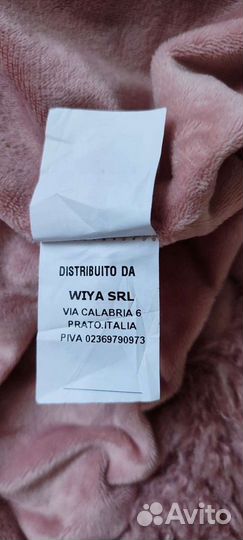 DISTRIBUITO DA
WIYA SRL
VIA CALABRIA 6
PRATO.ITALIA
PIVA 02369790973
Avito